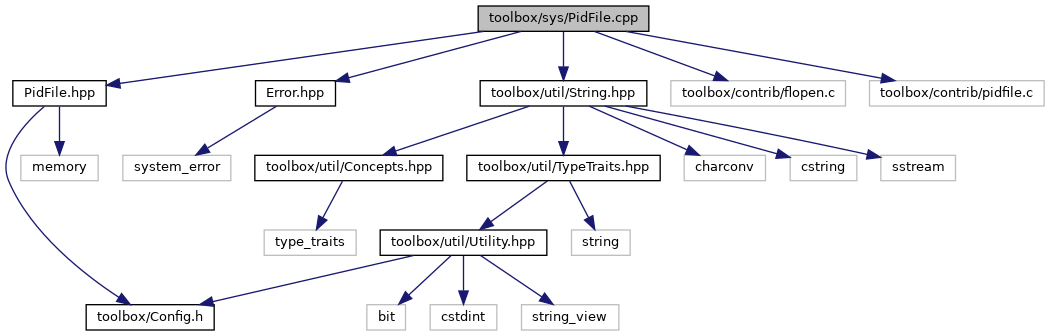 toolbox/sys/PidFile.cpp
PidFile.hpp
Error.hpp
toolbox/util/String.hpp
toolbox/contrib/flopen.c
toolbox/contrib/pidfile.c
memory
system_error
toolbox/util/Concepts.hpp
toolbox/util/TypeTraits.hpp
charconv
cstring
sstream
type_traits
toolbox/util/Utility.hpp
string
toolbox/Config.h
bit
cstdint
string_view